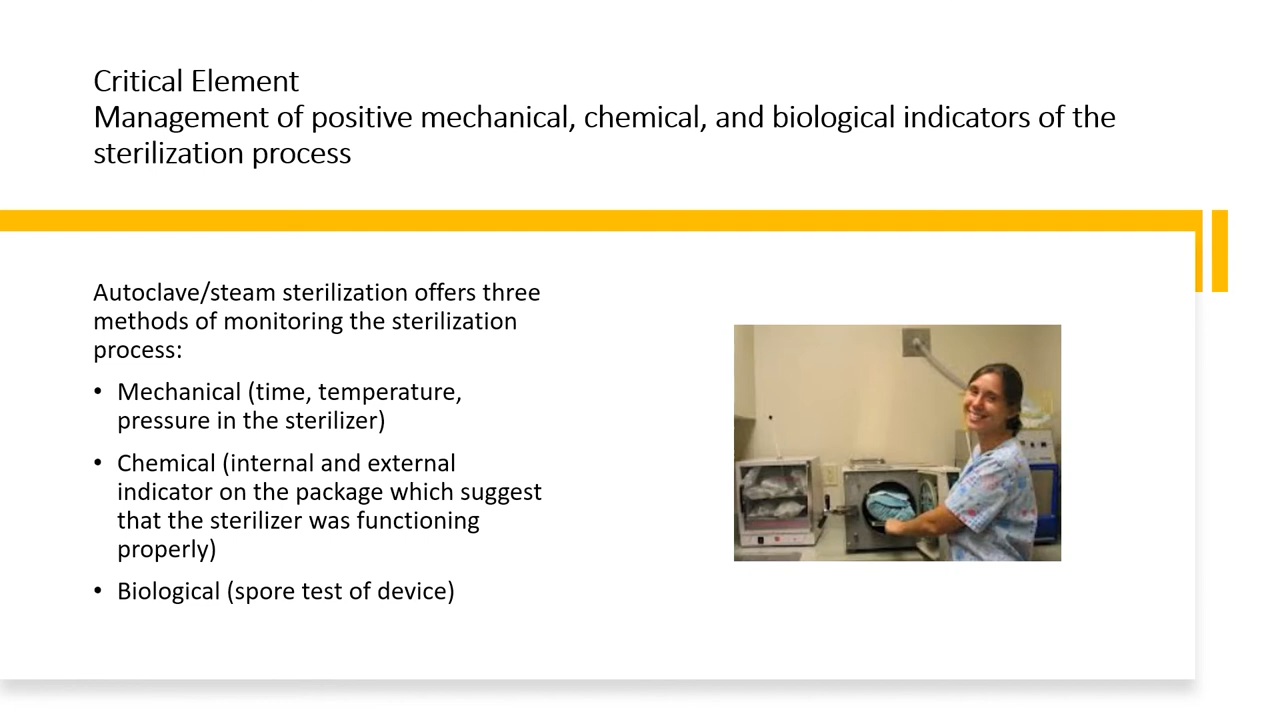 Critical Element
Management of positive mechanical, chemical, and biological indicators of the
sterilization process
Autoclave/steam sterilization offers three
methods of monitoring the sterilization
process:
• Mechanical (time, temperature,
pressure in the sterilizer)
• Chemical (internal and external
indicator on the package which suggest
that the sterilizer was functioning
properly)
• Biological (spore test of device)